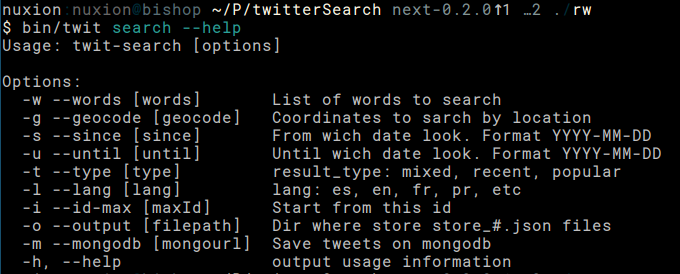 nuxion nuxion@bishop ~/P/twitterSearch next-0.2.0↑1 …2 ./rw
$ bin/twit search --help
Usage: twit-search [options]
Options:
-w --words [words] List of words to search
-g --geocode [geocode] Coordinates to sarch by location
-s --since [since] From wich date look. Format YYYY-MM-DD
-u --until [until] Until wich date look. Format YYYY-MM-DD
-t --type [type] result_type: mixed, recent, popular
-l --lang [lang] lang: es, en, fr, pr, etc
-i --id-max [maxId] Start from this id
-o --output [filepath] Dir where store store_#.json files
-m --mongodb [mongourl] Save tweets on mongodb
-h, --help output usage information